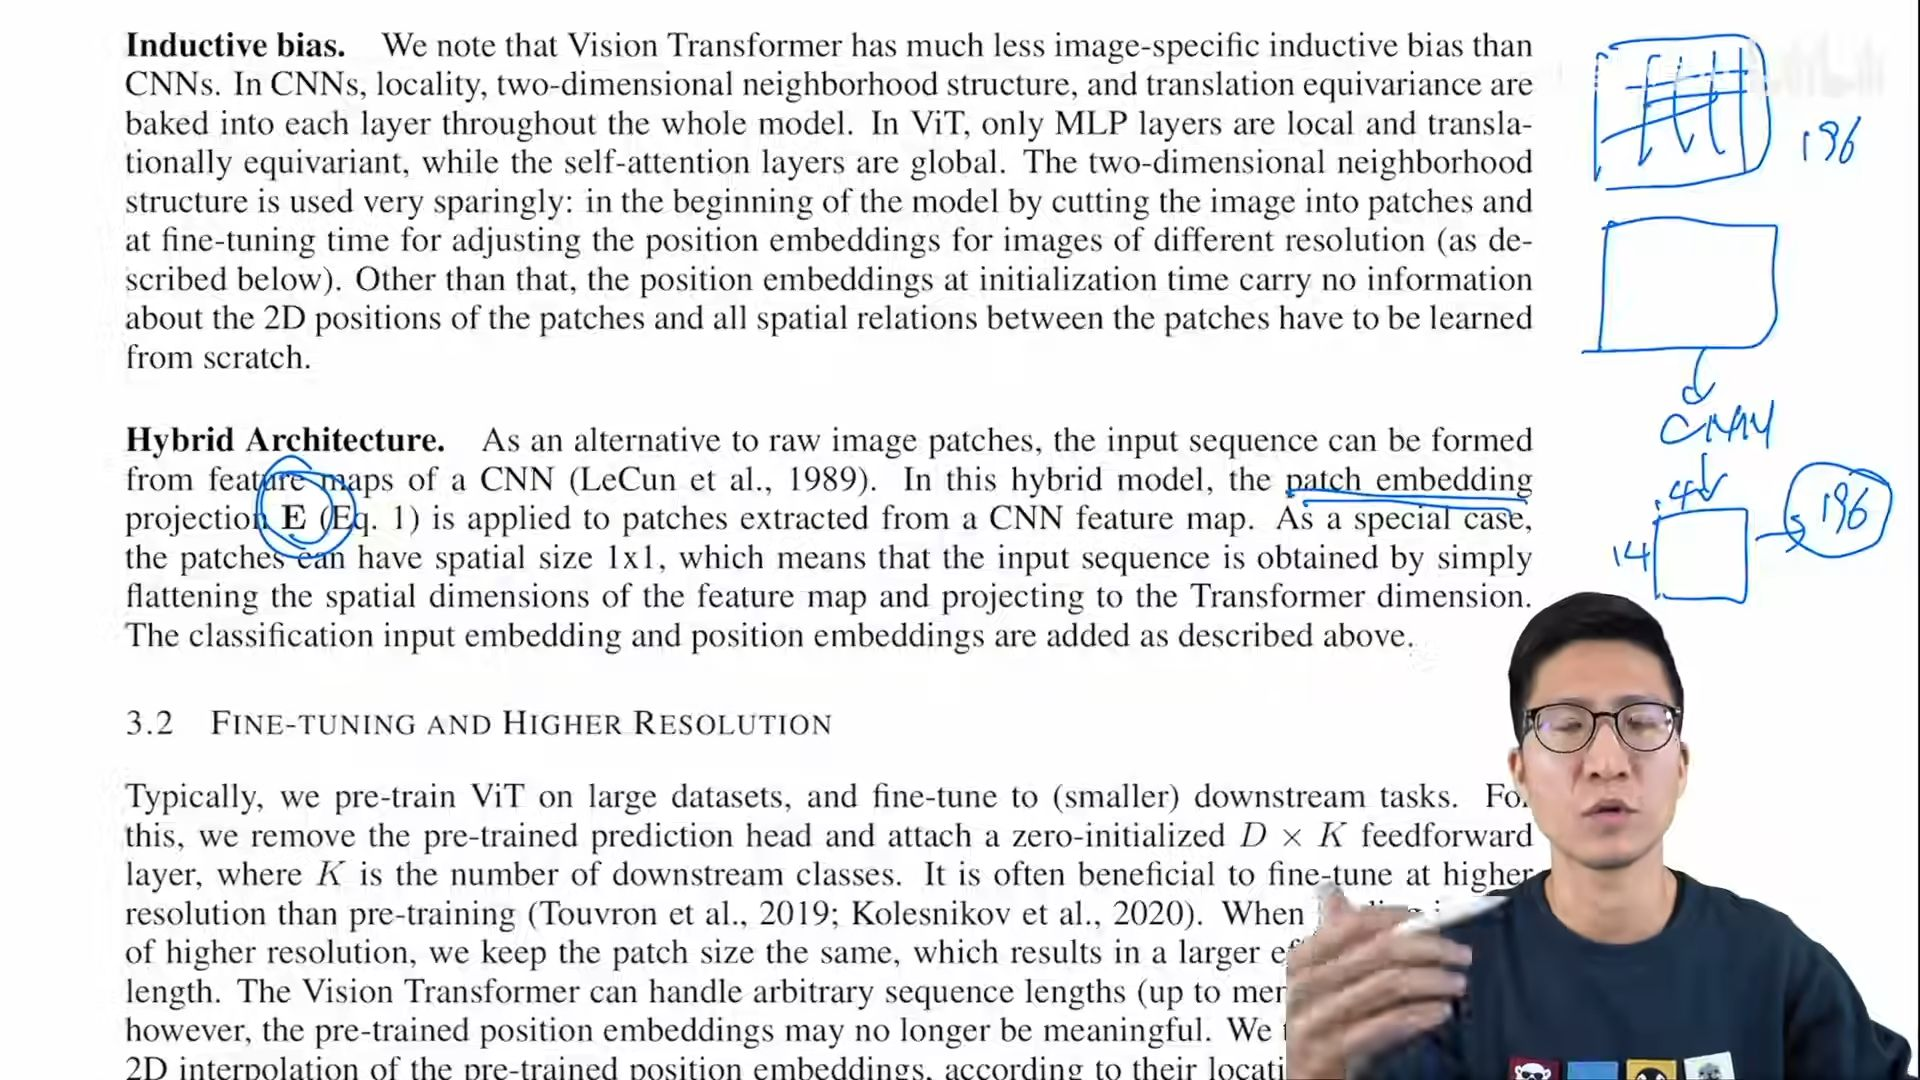 Inductive bias. We note that Vision Transformer has much less image-specific inductive bias than
CNNs. In CNNs, locality, two-dimensional neighborhood structure, and translation equivariance are
baked into each layer throughout the whole model. In ViT, only MLP layers are local and transla-
tionally equivariant, while the self-attention layers are global. The two-dimensional neighborhood
structure is used very sparingly: in the beginning of the model by cutting the image into patches and
at fine-tuning time for adjusting the position embeddings for images of different resolution (as de-
scribed below). Other than that, the position embeddings at initialization time carry no information
about the 2D positions of the patches and all spatial relations between the patches have to be learned
from scratch.
Hybrid Architecture. As an alternative to raw image patches, the input sequence can be formed
from feature maps of a CNN (LeCun et al., 1989). In this hybrid model, the patch embedding
projection E (Eq. 1) is applied to patches extracted from a CNN feature map. As a special case,
the patches can have spatial size 1x1, which means that the input sequence is obtained by simply
flattening the spatial dimensions of the feature map and projecting to the Transformer dimension.
The classification input embedding and position embeddings are added as described above.
3.2 FINE-TUNING AND HIGHER RESOLUTION
Typically, we pre-train ViT on large datasets, and fine-tune to (smaller) downstream tasks. For
this, we remove the pre-trained prediction head and attach a zero-initialized D × K feedforward
layer, where K is the number of downstream classes. It is often beneficial to fine-tune at higher
resolution than pre-training (Touvron et al., 2019; Kolesnikov et al., 2020). When
of higher resolution, we keep the patch size the same, which results in a larger
length. The Vision Transformer can handle arbitrary sequence lengths (up to
however, the pre-trained position embeddings may no longer be meaningful. We
2D interpolation of the pre-trained position embeddings, according to their
196
CNN
14
196